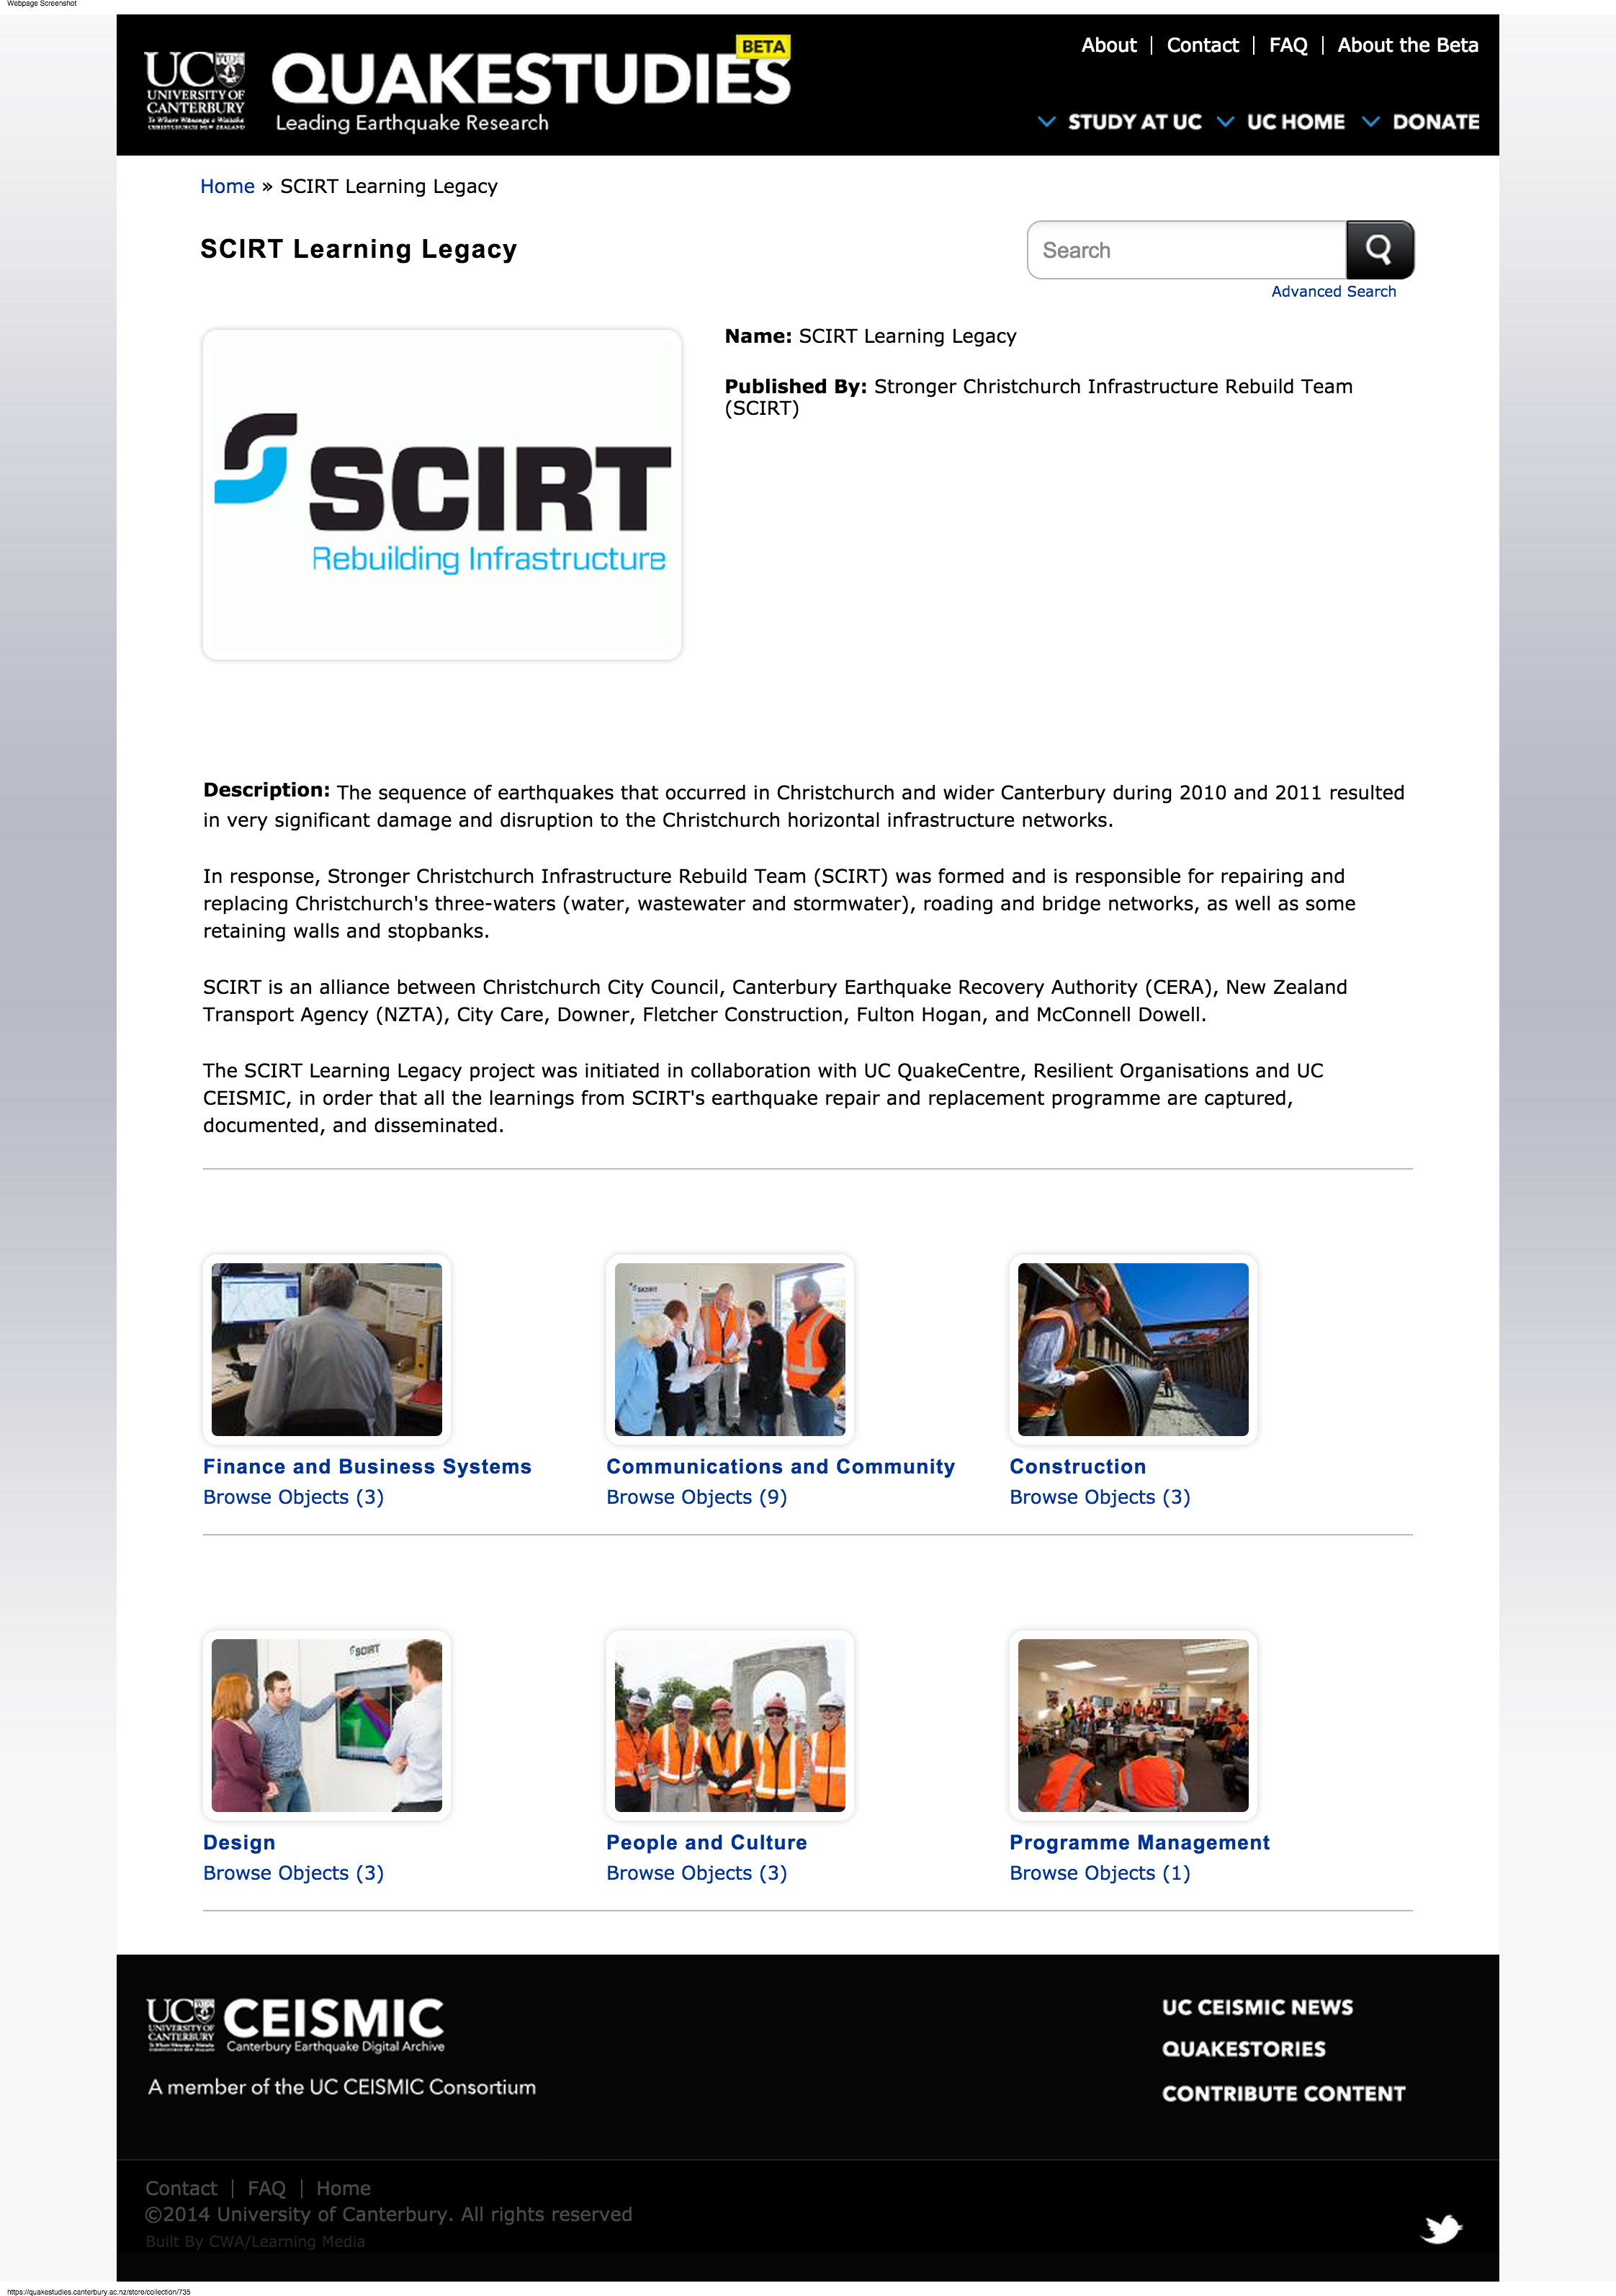 Webpage Screenshot
UC
UNIVERSITY OF
CANTERBURY
Te Whare Wānanga o Waitaha
CHRISTCHURCH NEW ZEALAND
QUAKESTUDIES
BETA
Leading Earthquake Research
About | Contact | FAQ | About the Beta
STUDY AT UC UC HOME DONATE
Home » SCIRT Learning Legacy
SCIRT Learning Legacy
Search
Advanced Search
SCIRT
Rebuilding Infrastructure
Name: SCIRT Learning Legacy
Published By: Stronger Christchurch Infrastructure Rebuild Team
(SCIRT)
Description: The sequence of earthquakes that occurred in Christchurch and wider Canterbury during 2010 and 2011 resulted
in very significant damage and disruption to the Christchurch horizontal infrastructure networks.
In response, Stronger Christchurch Infrastructure Rebuild Team (SCIRT) was formed and is responsible for repairing and
replacing Christchurch's three-waters (water, wastewater and stormwater), roading and bridge networks, as well as some
retaining walls and stopbanks.
SCIRT is an alliance between Christchurch City Council, Canterbury Earthquake Recovery Authority (CERA), New Zealand
Transport Agency (NZTA), City Care, Downer, Fletcher Construction, Fulton Hogan, and McConnell Dowell.
The SCIRT Learning Legacy project was initiated in collaboration with UC QuakeCentre, Resilient Organisations and UC
CEISMIC, in order that all the learnings from SCIRT's earthquake repair and replacement programme are captured,
documented, and disseminated.
SCIRT
Finance and Business Systems
Browse Objects (3)
Communications and Community
Browse Objects (9)
Construction
Browse Objects (3)
SCIRT
Design
Browse Objects (3)
People and Culture
Browse Objects (3)
Programme Management
Browse Objects (1)
UC
UNIVERSITY OF
CANTERBURY
CEISMIC
Canterbury Earthquake Digital Archive
A member of the UC CEISMIC Consortium
UC CEISMIC NEWS
QUAKESTORIES
CONTRIBUTE CONTENT
Contact | FAQ | Home
©2014 University of Canterbury. All rights reserved
Built By CWA/Learning Media
https://quakestudies.canterbury.ac.nz/store/collection/735